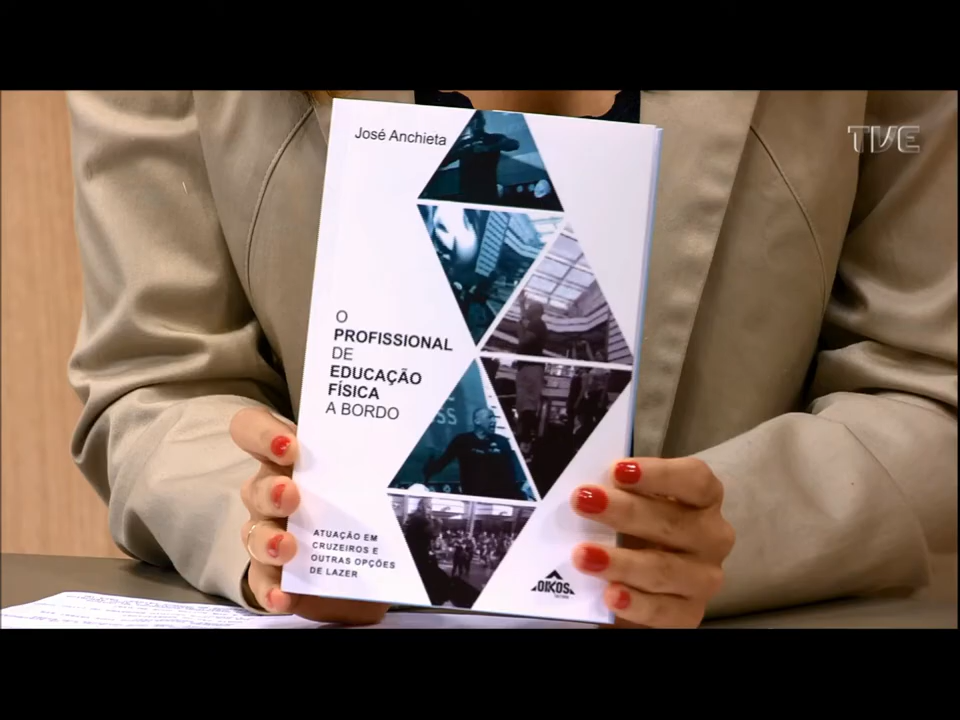 TVE
José Anchieta
O
PROFISSIONAL
DE
EDUCAÇÃO
FÍSICA
A BORDO
ATUAÇÃO EM
CRUZEIROS E
OUTRAS OPÇÕES
DE LAZER
OIKOS